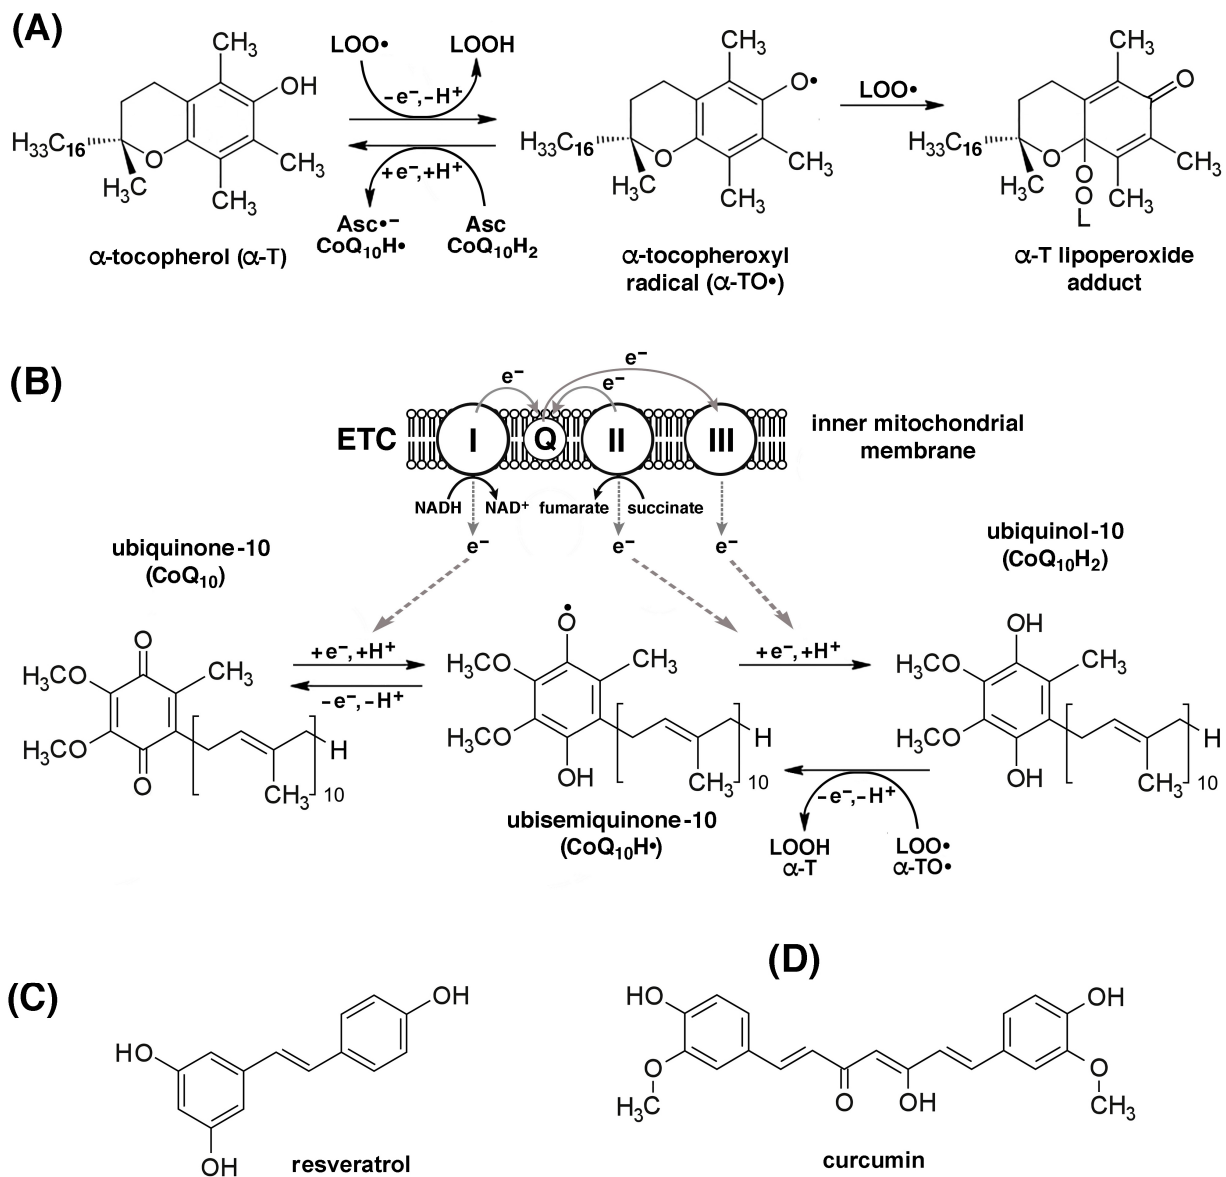 (A)
LOO•
LOOH
−e⁻,−H⁺
+e⁻,+H⁺
Asc•⁻
CoQ₁₀H•
Asc
CoQ₁₀H₂
CH₃
OH
H₃₃C₁₆
O
H₃C
CH₃
CH₃
α-tocopherol (α-T)
CH₃
O•
H₃₃C₁₆
O
H₃C
CH₃
CH₃
α-tocopheroxyl
radical (α-TO•)
LOO•
CH₃
O
H₃₃C₁₆
O
H₃C
O
O
L
CH₃
CH₃
α-T lipoperoxide
adduct
(B)
e⁻
e⁻
e⁻
ETC
I
Q
II
III
inner mitochondrial
membrane
NADH
NAD⁺
fumarate
succinate
e⁻
e⁻
e⁻
ubiquinone-10
(CoQ₁₀)
ubiquinol-10
(CoQ₁₀H₂)
O
H₃CO
CH₃
H₃CO
O
CH₃
H
10
+e⁻,+H⁺
−e⁻,−H⁺
•
O
H₃CO
CH₃
H₃CO
OH
CH₃
H
10
ubisemiquinone-10
(CoQ₁₀H•)
+e⁻,+H⁺
OH
H₃CO
CH₃
H₃CO
OH
CH₃
H
10
−e⁻,−H⁺
LOOH
α-T
LOO•
α-TO•
(C)
OH
HO
OH
resveratrol
(D)
HO
O
H₃C
O
OH
OH
O
CH₃
curcumin